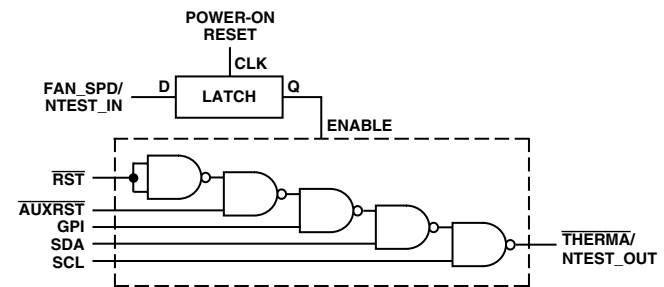 POWER-ON
RESET
CLK
FAN_SPD/
NTEST_IN
D
LATCH
Q
ENABLE
RST
AUXRST
GPI
SDA
SCL
THERMA/
NTEST_OUT